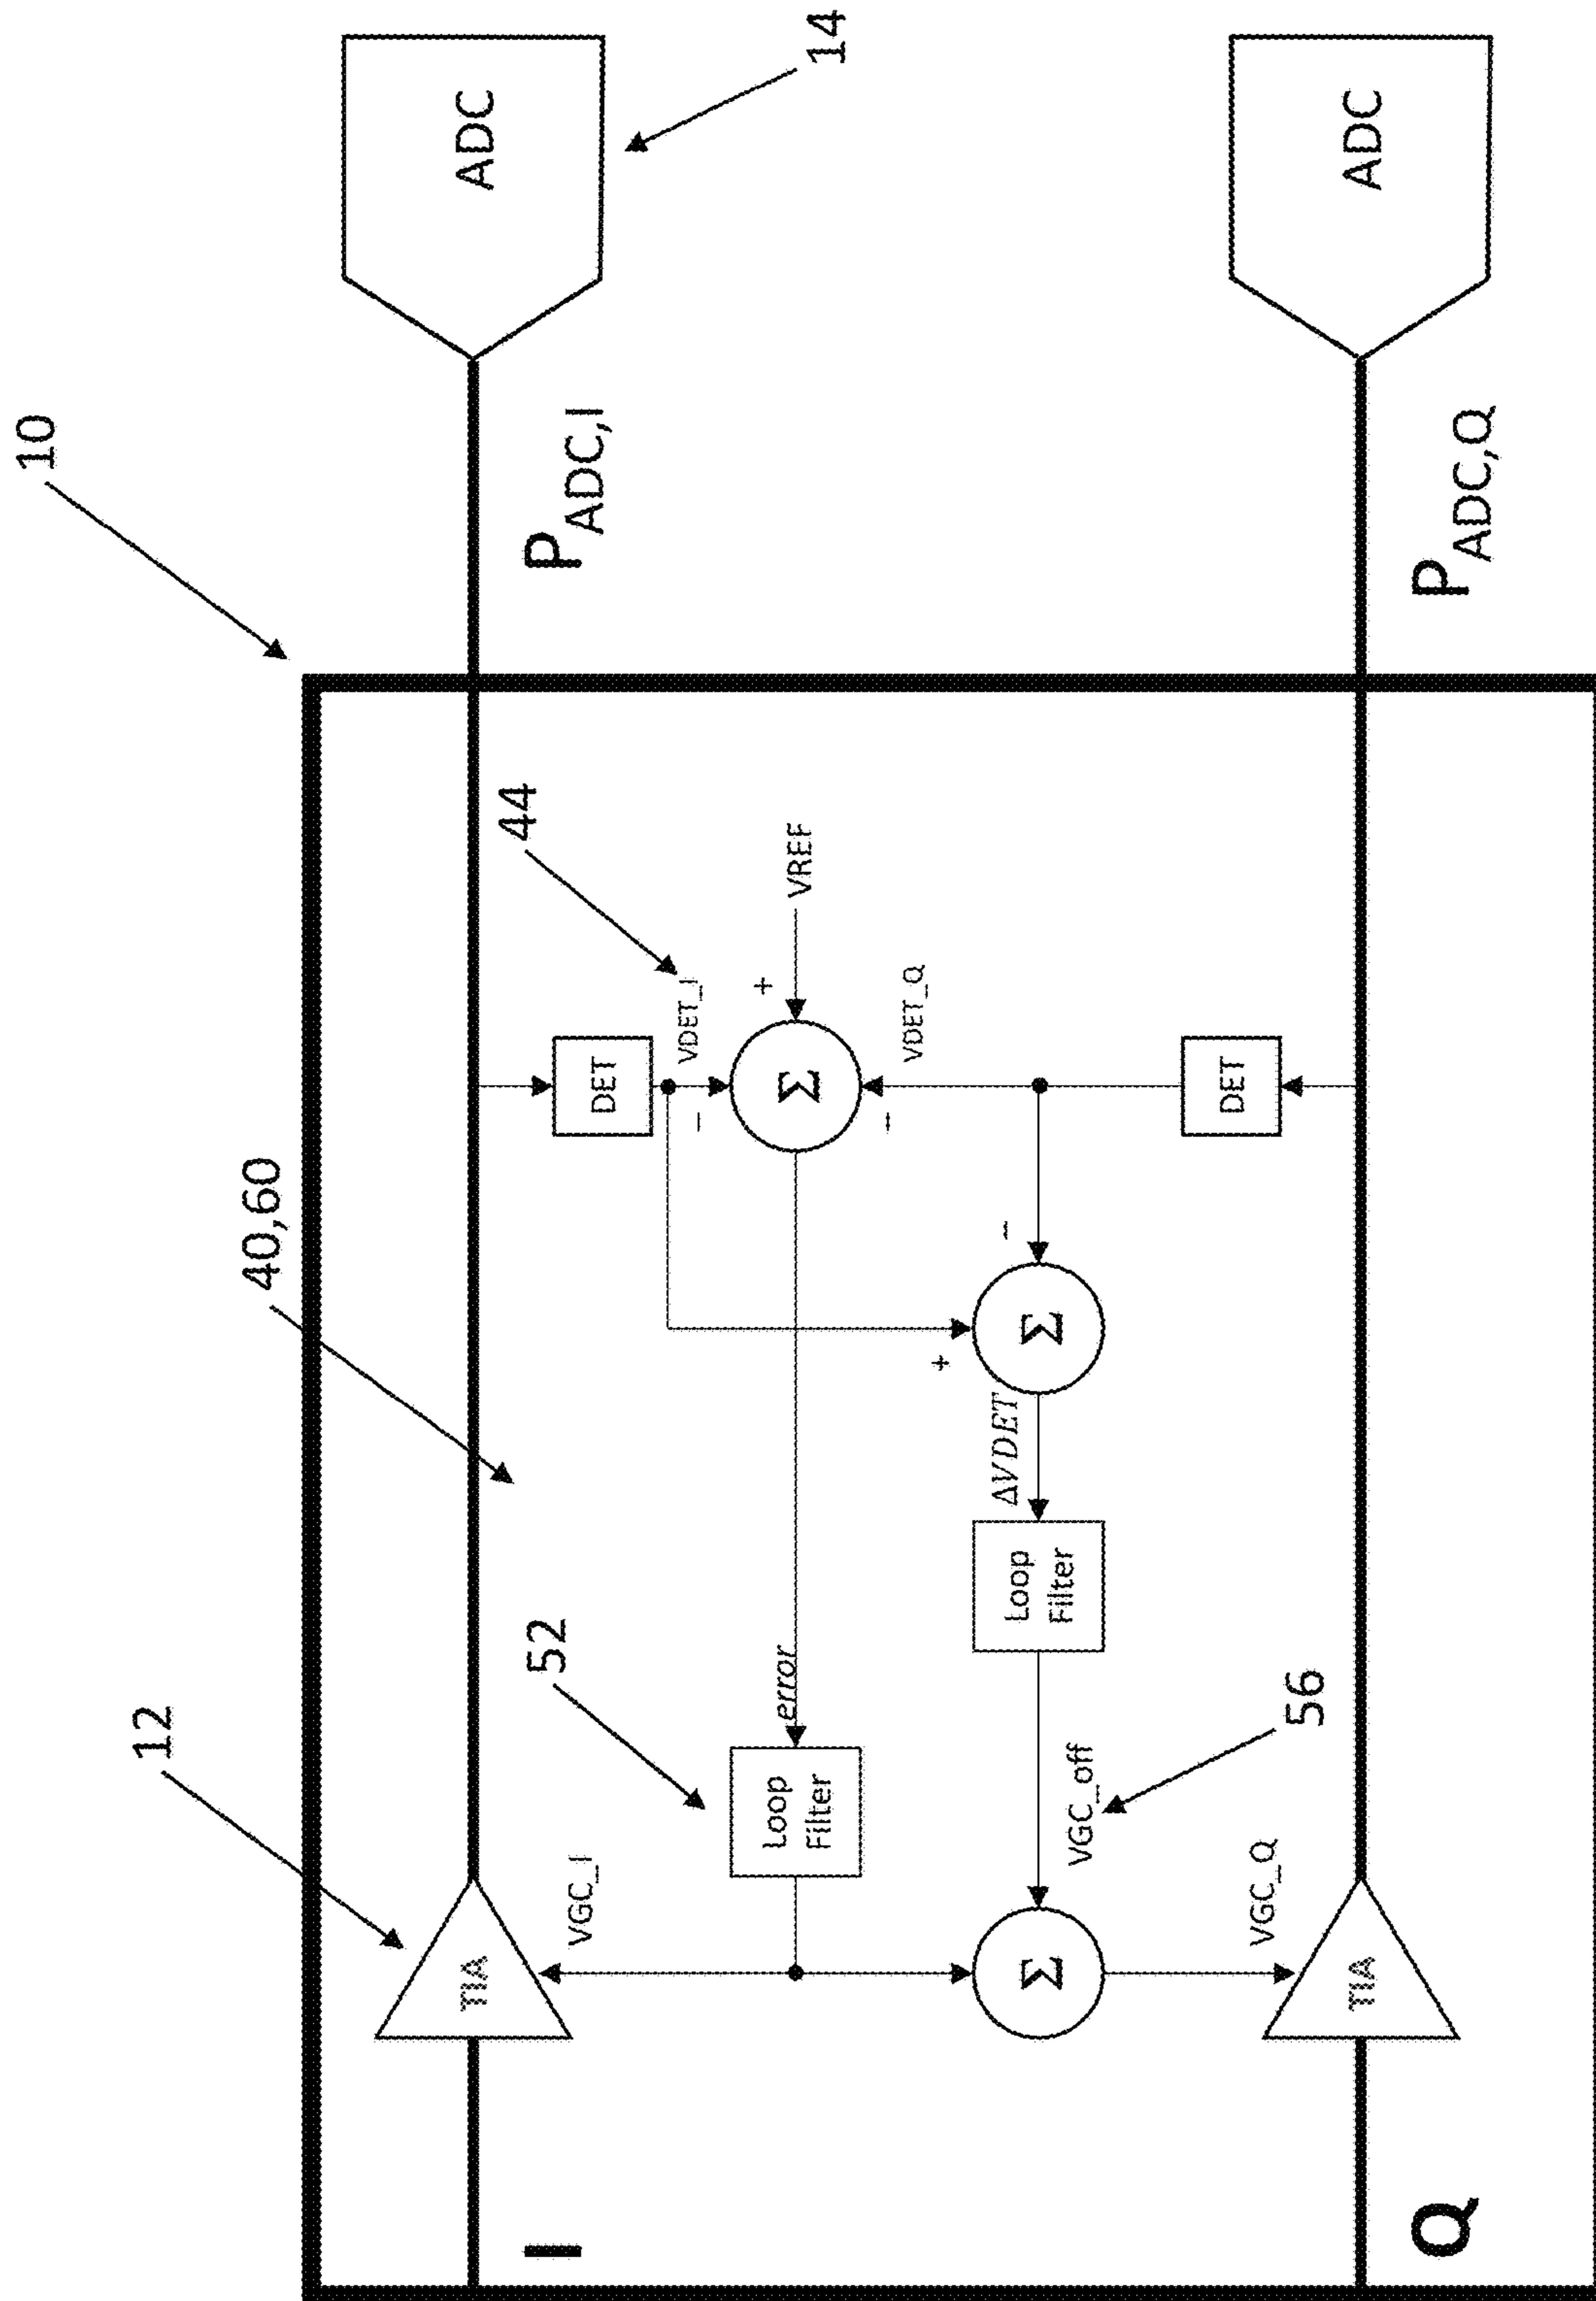 10
40,60
12
14
I
TIA
VGC_I
52
Loop
Filter
error
44
DET
VDET_I
−
+
VREF
Σ
VDET_Q
−
P_ADC,I
ADC
+
−
Σ
ΔVDET
Loop
Filter
VGC_off
56
Σ
VGC_Q
DET
Q
TIA
P_ADC,Q
ADC